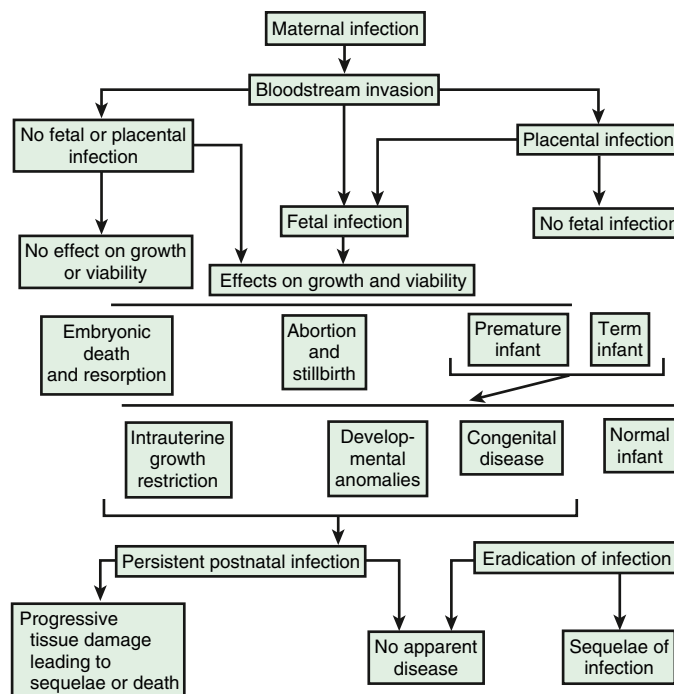 Maternal infection
Bloodstream invasion
No fetal or placental
infection
Placental infection
Fetal infection
No fetal infection
No effect on growth
or viability
Effects on growth and viability
Embryonic
death
and resorption
Abortion
and
stillbirth
Premature
infant
Term
infant
Intrauterine
growth
restriction
Develop-
mental
anomalies
Congenital
disease
Normal
infant
Persistent postnatal infection
Eradication of infection
Progressive
tissue damage
leading to
sequelae or death
No apparent
disease
Sequelae of
infection